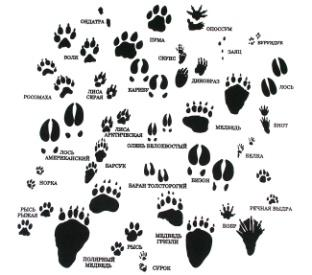 ОНДАТРА
ПУМА
ОПОССУМ
ВОЛК
СКУНС
ЗАЯЦ
БУРУНДУК
РОСОМАХА
ЛИСА
СЕРАЯ
КАРИБУ
ДИКОБРАЗ
ЛОСЬ
ЛИСА
АРКТИЧЕСКАЯ
МЕДВЕДЬ
ЕНОТ
ЛОСЬ
АМЕРИКАНСКИЙ
ОЛЕНЬ БЕЛОХВОСТЫЙ
БЕЛКА
БАРСУК
НОРКА
БАРАН ТОЛСТОРОГИЙ
БИЗОН
РЕЧНАЯ ВЫДРА
РЫСЬ
РЫЖАЯ
БОБР
МЕДВЕДЬ
ГРИЗЛИ
ПОЛЯРНЫЙ
МЕДВЕДЬ
РЫСЬ
СУРОК